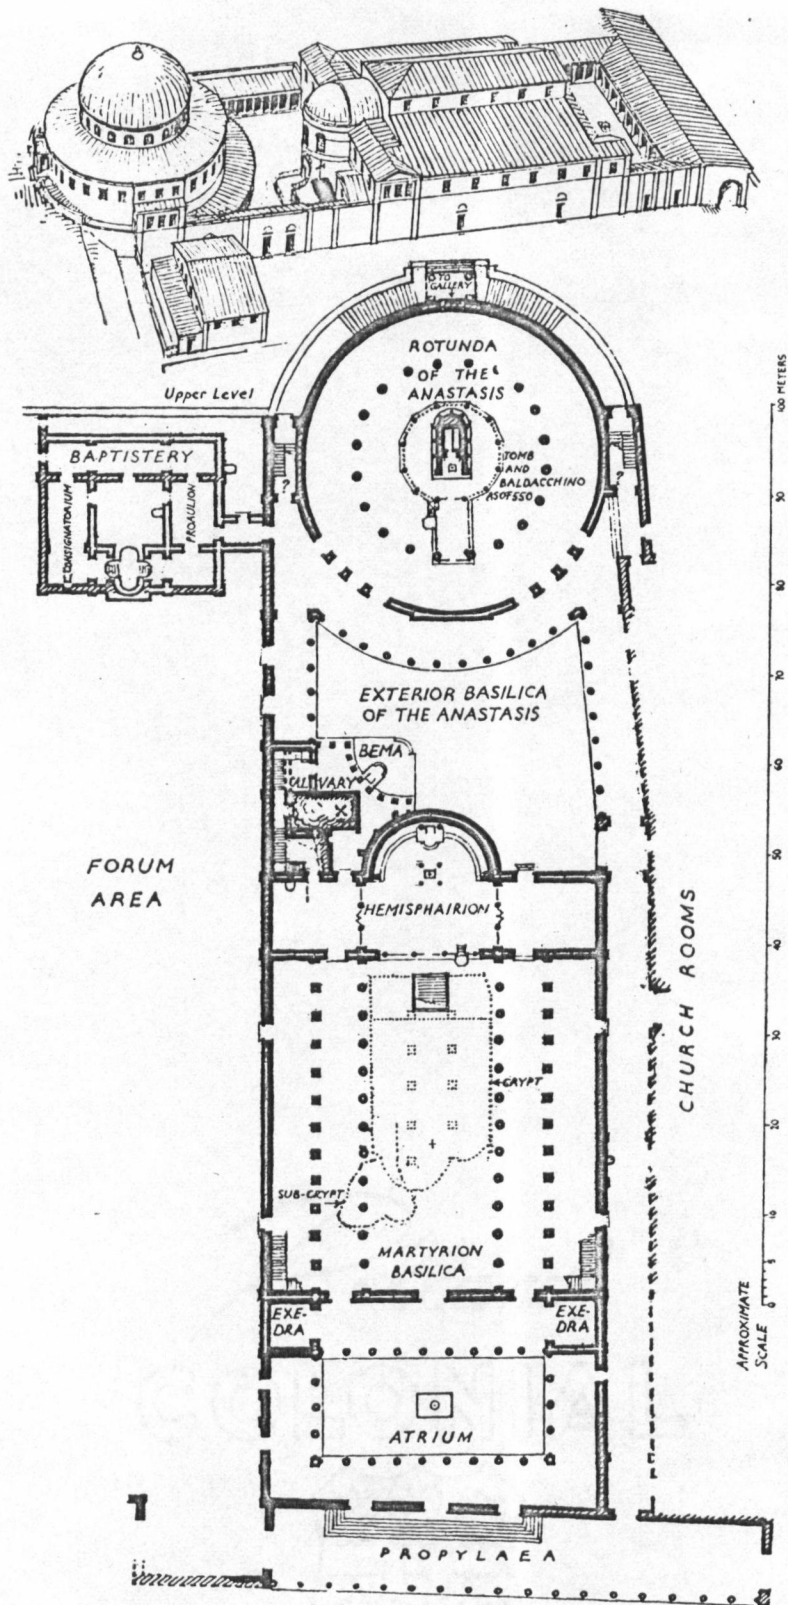 TO
GALLERY
ROTUNDA
OF THE
ANASTASIS
Upper Level
TOMB
AND
BALDACCHINO
AS OF 550
?
?
BAPTISTERY
CONSIGNATORIUM
PROAULION
EXTERIOR BASILICA
OF THE ANASTASIS
BEMA
CALVARY
X
FORUM
AREA
HEMISPHAIRION
CHURCH ROOMS
CRYPT
SUB-CRYPT
MARTYRION
BASILICA
EXE-
DRA
EXE-
DRA
ATRIUM
PROPYLAEA
100 METERS
90
80
70
60
50
40
30
20
10
5
0
APPROXIMATE
SCALE